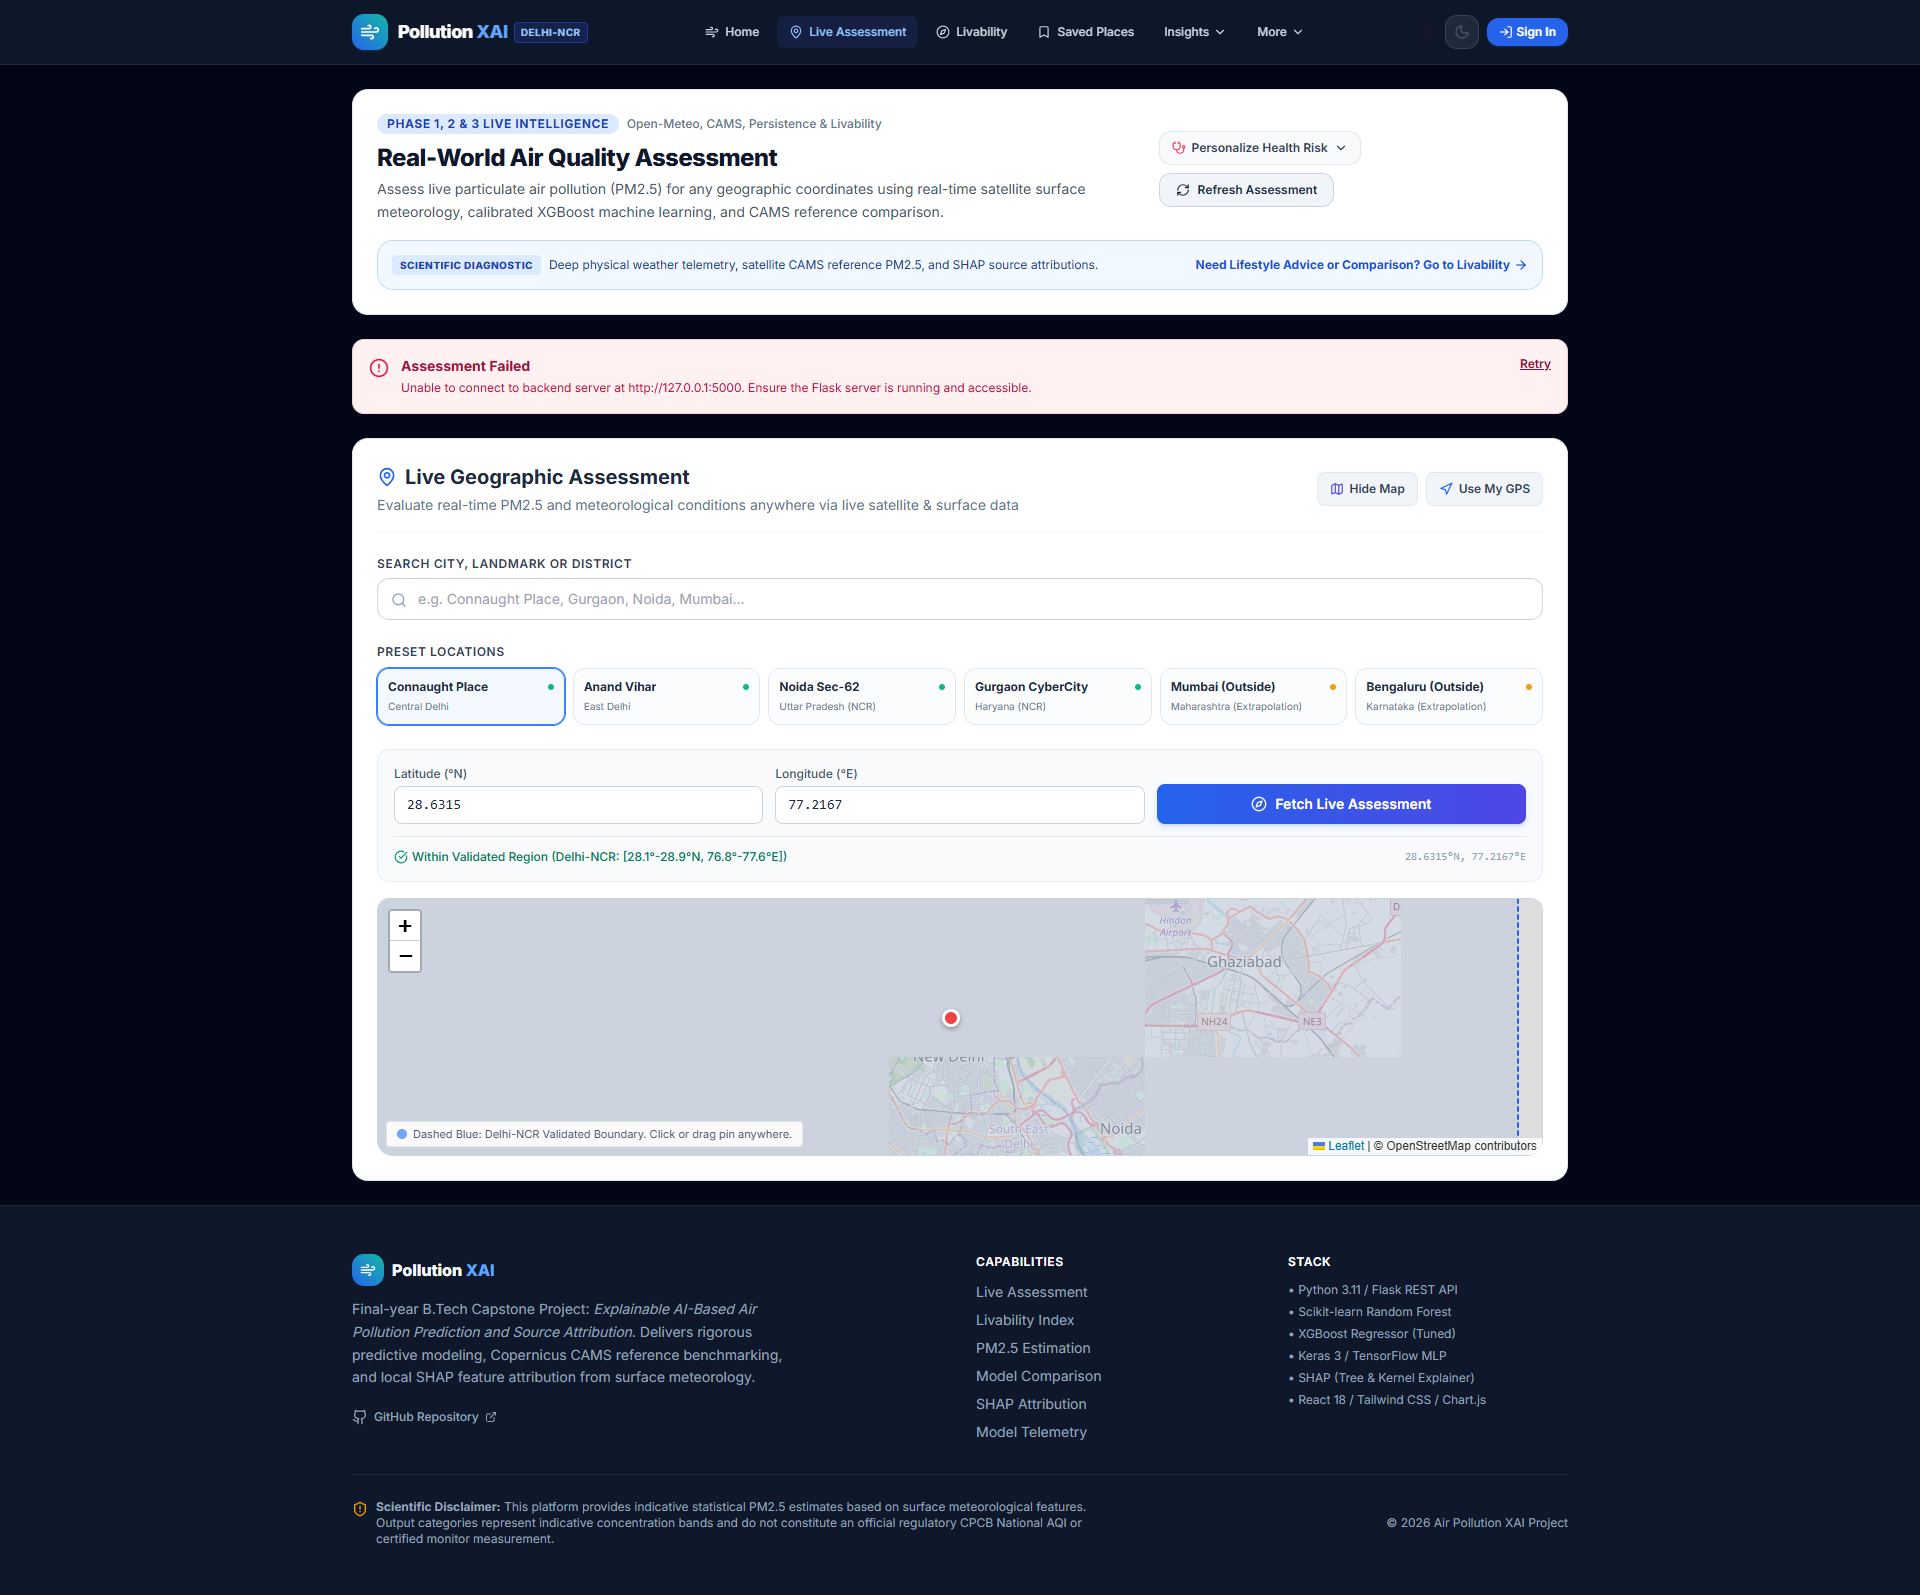 Pollution XAI DELHI-NCR
Home
Live Assessment
Livability
Saved Places
Insights
More
Sign In
PHASE 1, 2 & 3 LIVE INTELLIGENCE Open-Meteo, CAMS, Persistence & Livability
Real-World Air Quality Assessment
Assess live particulate air pollution (PM2.5) for any geographic coordinates using real-time satellite surface
meteorology, calibrated XGBoost machine learning, and CAMS reference comparison.
Personalize Health Risk
Refresh Assessment
SCIENTIFIC DIAGNOSTIC Deep physical weather telemetry, satellite CAMS reference PM2.5, and SHAP source attributions.
Need Lifestyle Advice or Comparison? Go to Livability →
Assessment Failed
Unable to connect to backend server at http://127.0.0.1:5000. Ensure the Flask server is running and accessible.
Retry
Live Geographic Assessment
Evaluate real-time PM2.5 and meteorological conditions anywhere via live satellite & surface data
Hide Map
Use My GPS
SEARCH CITY, LANDMARK OR DISTRICT
e.g. Connaught Place, Gurgaon, Noida, Mumbai...
PRESET LOCATIONS
Connaught Place
Central Delhi
Anand Vihar
East Delhi
Noida Sec-62
Uttar Pradesh (NCR)
Gurgaon CyberCity
Haryana (NCR)
Mumbai (Outside)
Maharashtra (Extrapolation)
Bengaluru (Outside)
Karnataka (Extrapolation)
Latitude (°N)
28.6315
Longitude (°E)
77.2167
Fetch Live Assessment
Within Validated Region (Delhi-NCR: [28.1°-28.9°N, 76.8°-77.6°E])
28.6315°N, 77.2167°E
+
−
Hindon
Airport
D
Ghaziabad
NH24
NE3
New Delhi
South East
Delhi
Noida
Dashed Blue: Delhi-NCR Validated Boundary. Click or drag pin anywhere.
Leaflet | © OpenStreetMap contributors
Pollution XAI
Final-year B.Tech Capstone Project: Explainable AI-Based Air
Pollution Prediction and Source Attribution. Delivers rigorous
predictive modeling, Copernicus CAMS reference benchmarking,
and local SHAP feature attribution from surface meteorology.
GitHub Repository
CAPABILITIES
Live Assessment
Livability Index
PM2.5 Estimation
Model Comparison
SHAP Attribution
Model Telemetry
STACK
• Python 3.11 / Flask REST API
• Scikit-learn Random Forest
• XGBoost Regressor (Tuned)
• Keras 3 / TensorFlow MLP
• SHAP (Tree & Kernel Explainer)
• React 18 / Tailwind CSS / Chart.js
Scientific Disclaimer: This platform provides indicative statistical PM2.5 estimates based on surface meteorological features.
Output categories represent indicative concentration bands and do not constitute an official regulatory CPCB National AQI or
certified monitor measurement.
© 2026 Air Pollution XAI Project